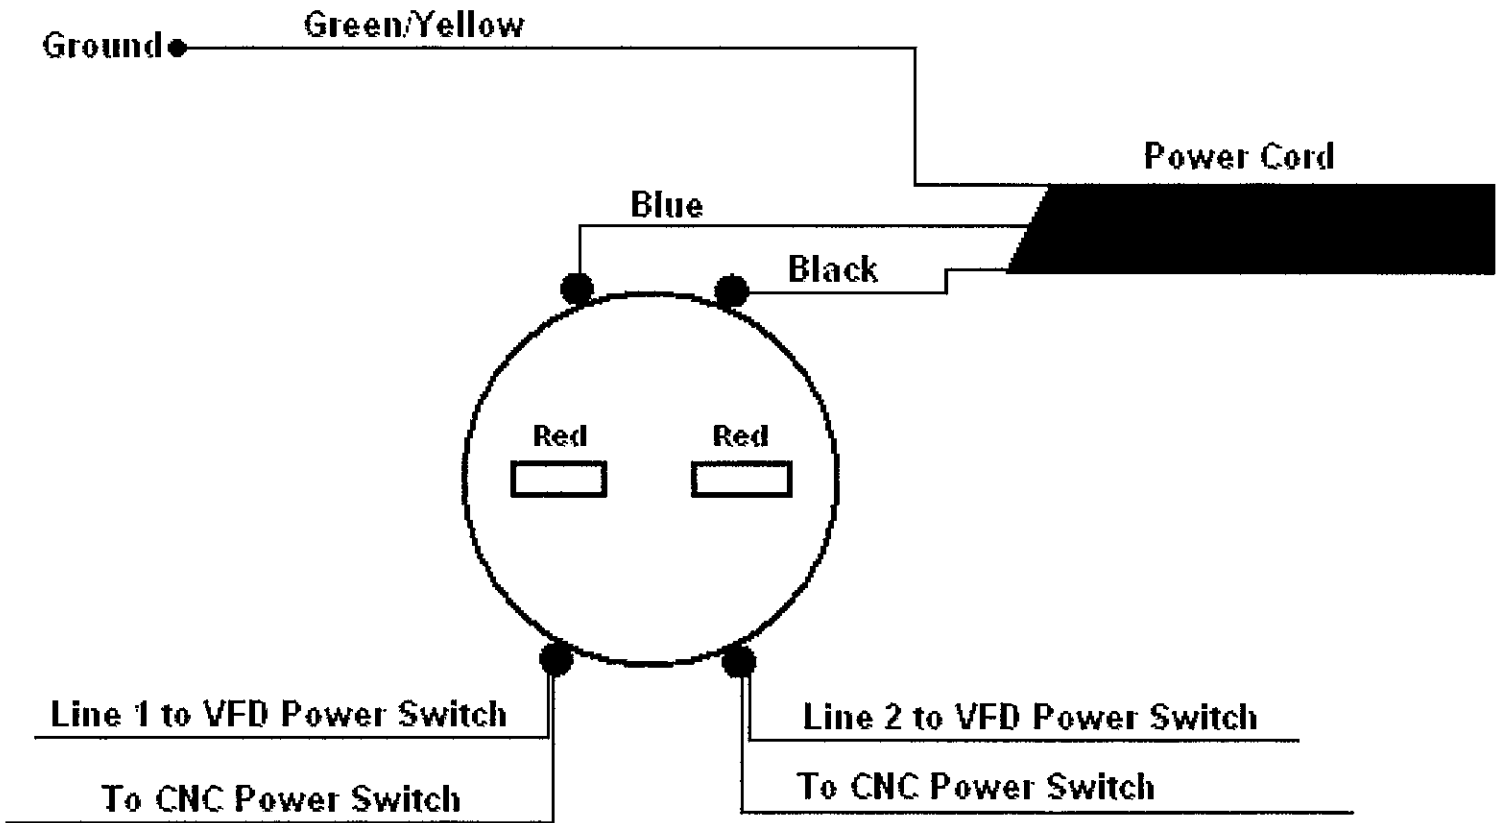 Green/Yellow
Ground
Power Cord
Blue
Black
Red Red
Line 1 to VFD Power Switch
Line 2 to VFD Power Switch
To CNC Power Switch
To CNC Power Switch